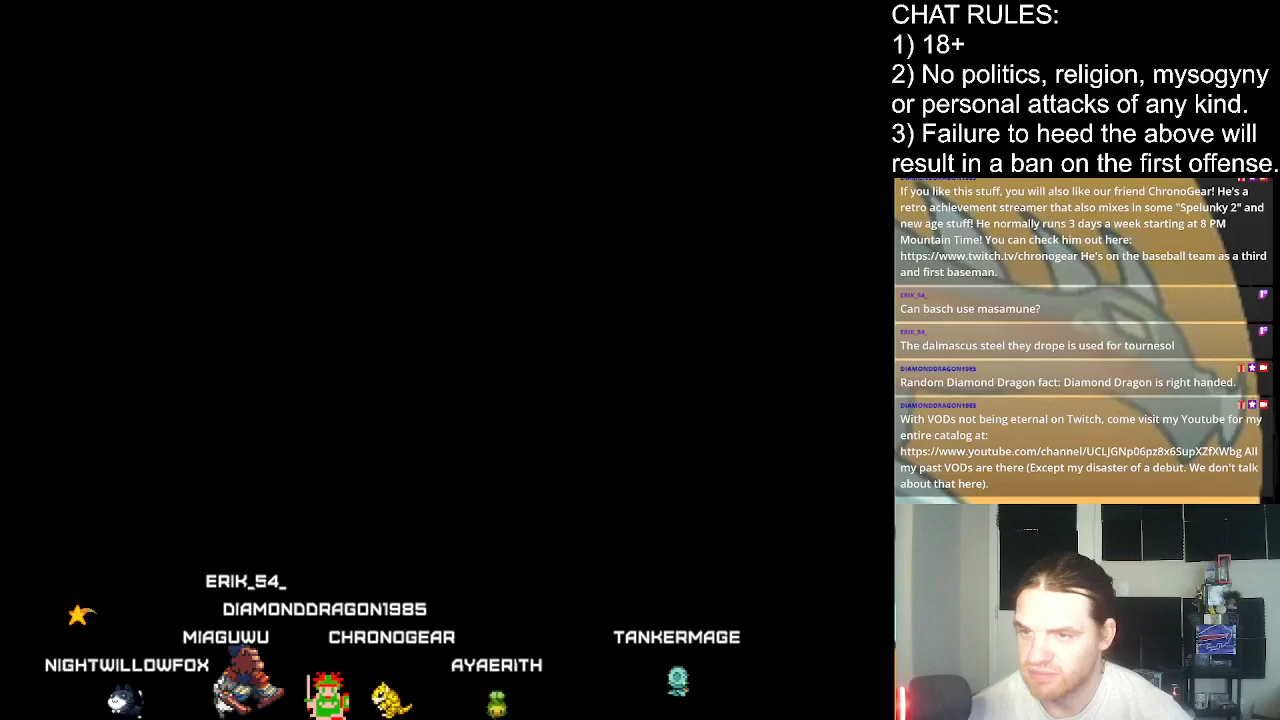 CHAT RULES:
1) 18+
2) No politics, religion, mysogyny
or personal attacks of any kind.
3) Failure to heed the above will
result in a ban on the first offense.
DIAMONDDRAGON1985
If you like this stuff, you will also like our friend ChronoGear! He's a
retro achievement streamer that also mixes in some "Spelunky 2" and
new age stuff! He normally runs 3 days a week starting at 8 PM
Mountain Time! You can check him out here:
https://www.twitch.tv/chronogear He's on the baseball team as a third
and first baseman.
ERIK_54_
Can basch use masamune?
ERIK_54_
The dalmascus steel they drope is used for tournesol
DIAMONDDRAGON1985
Random Diamond Dragon fact: Diamond Dragon is right handed.
DIAMONDDRAGON1985
With VODs not being eternal on Twitch, come visit my Youtube for my
entire catalog at:
https://www.youtube.com/channel/UCLJGNp06pz8x6SupXZfXWbg All
my past VODs are there (Except my disaster of a debut. We don't talk
about that here).
ERIK_54_
DIAMONDDRAGON1985
MIAGUWU
CHRONOGEAR
TANKERMAGE
NIGHTWILLOWFOX
AYAERITH